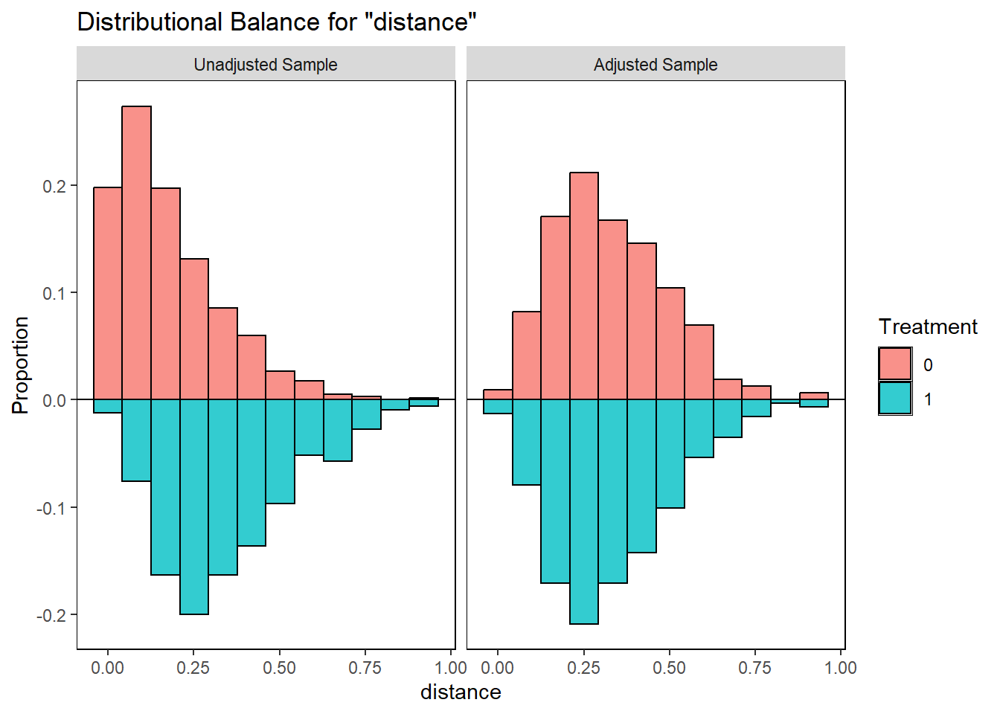 Distributional Balance for "distance"
Unadjusted Sample
Adjusted Sample
Proportion
0.2
0.1
0.0
-0.1
-0.2
0.00 0.25 0.50 0.75 1.00
0.00 0.25 0.50 0.75 1.00
distance
Treatment
0
1